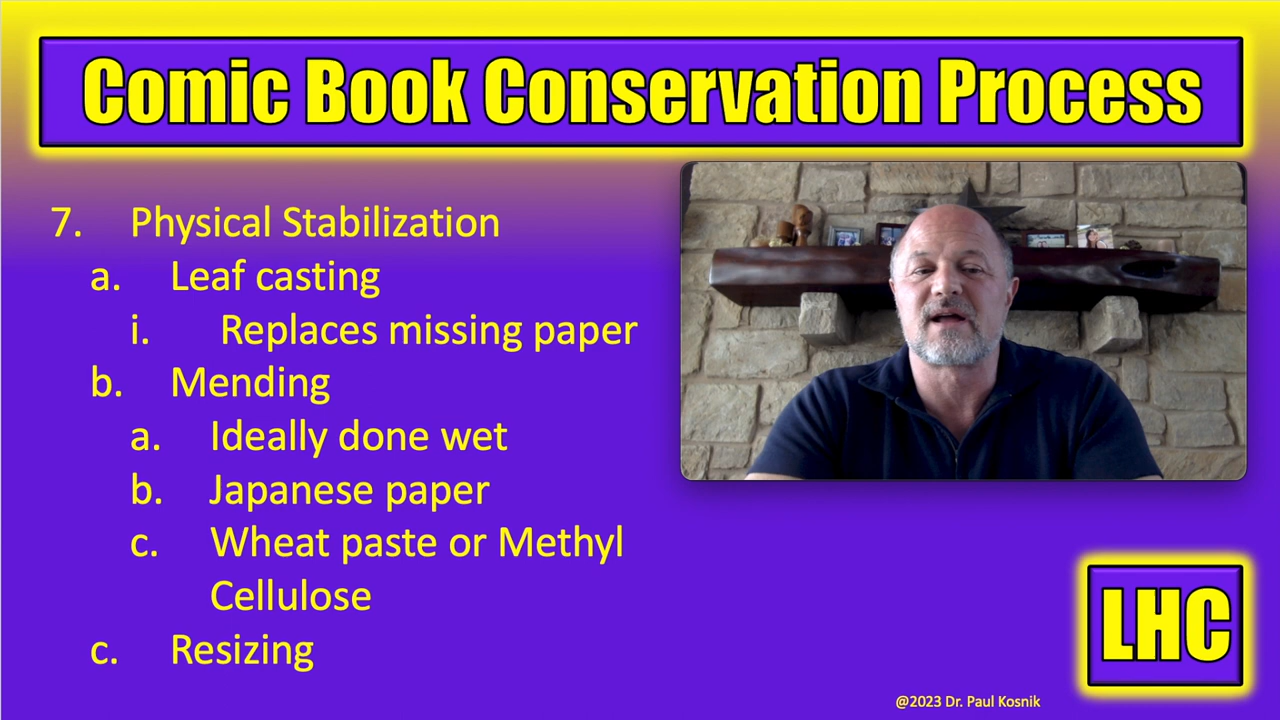 Comic Book Conservation Process
7. Physical Stabilization
a. Leaf casting
i. Replaces missing paper
b. Mending
a. Ideally done wet
b. Japanese paper
c. Wheat paste or Methyl
Cellulose
c. Resizing
LHC
@2023 Dr. Paul Kosnik